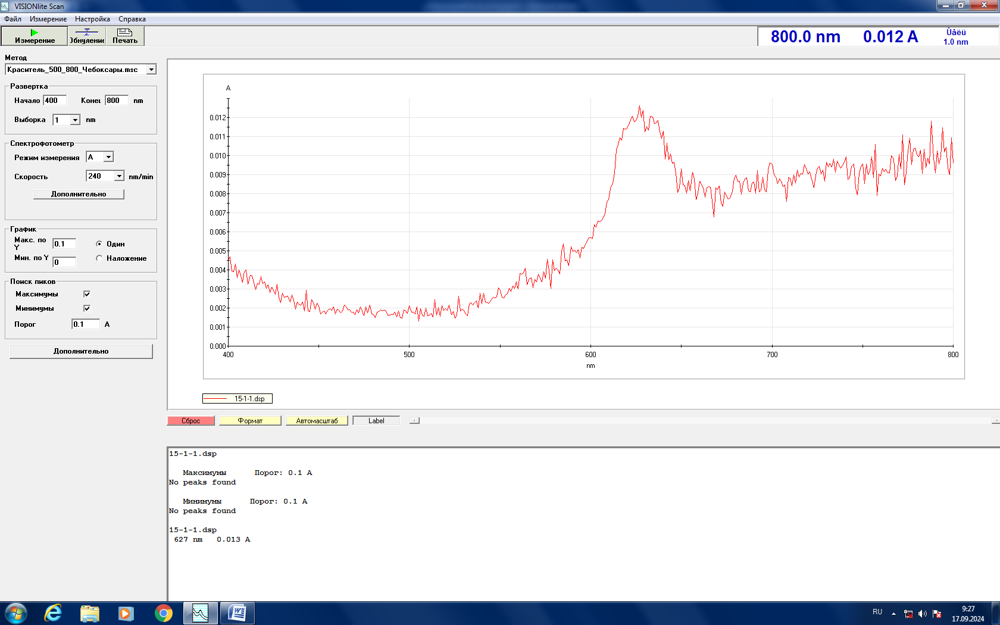 VISIONlite Scan
Файл Измерение Настройка Справка
Измерение Обнуление Печать
800.0 nm 0.012 A Ùåëü
1.0 nm
Метод
Краситель_500_800_Чебоксары.msc
Развертка
Начало 400 Конец 800 nm
Выборка 1 nm
Спектрофотометр
Режим измерения A
Скорость 240 nm/min
Дополнительно
График
Макс. по Y 0.1 Один
Мин. по Y 0 Наложение
Поиск пиков
Максимумы
Минимумы
Порог 0.1 A
Дополнительно
A
0.012
0.011
0.010
0.009
0.008
0.007
0.006
0.005
0.004
0.003
0.002
0.001
0.000
400 500 600 700 800
nm
15-1-1.dsp
Сброс Формат Автомасштаб Label
15-1-1.dsp
Максимумы Порог: 0.1 A
No peaks found
Минимумы Порог: 0.1 A
No peaks found
15-1-1.dsp
627 nm 0.013 A
RU 9:27
17.09.2024